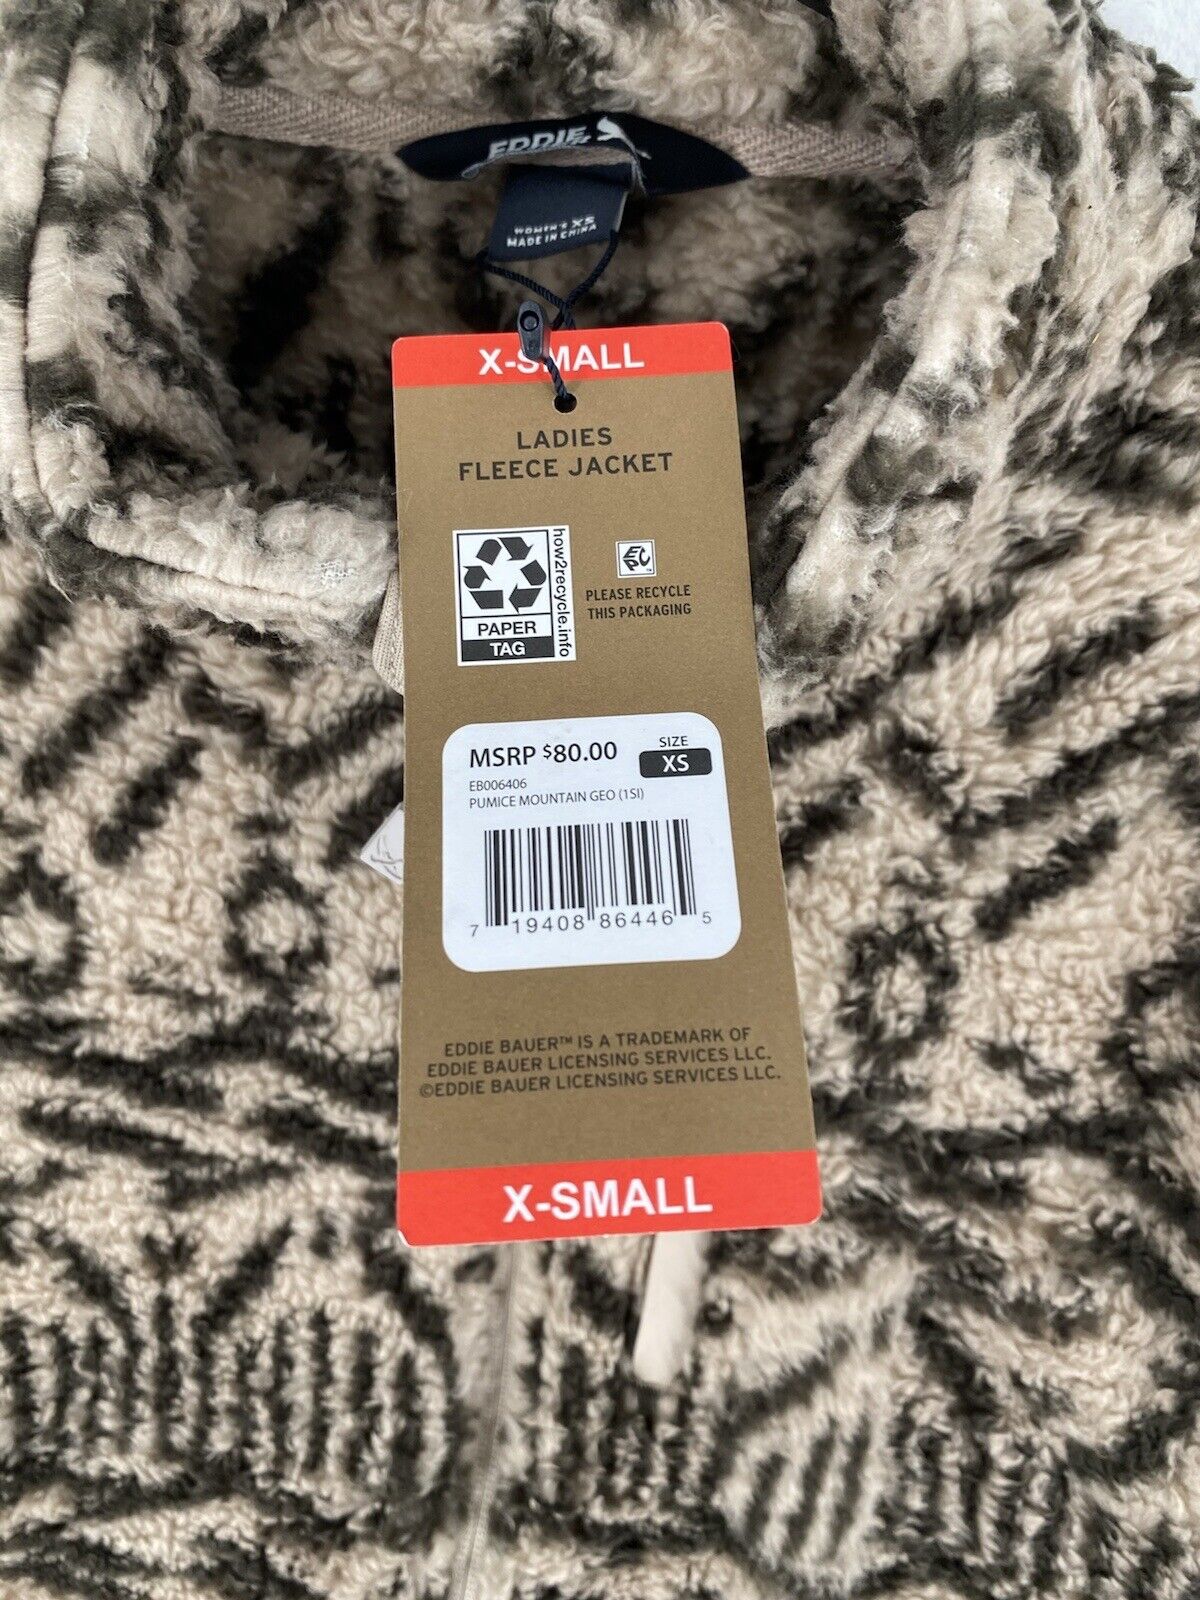 EDDIE
WOMEN'S XS
MADE IN CHINA
X-SMALL
LADIES
FLEECE JACKET
how2recycle.info
PAPER
TAG
EPC
PLEASE RECYCLE
THIS PACKAGING
MSRP $80.00
SIZE
XS
EB006406
PUMICE MOUNTAIN GEO (1SI)
7 19408 86446 5
EDDIE BAUER™ IS A TRADEMARK OF
EDDIE BAUER LICENSING SERVICES LLC.
©EDDIE BAUER LICENSING SERVICES LLC.
X-SMALL